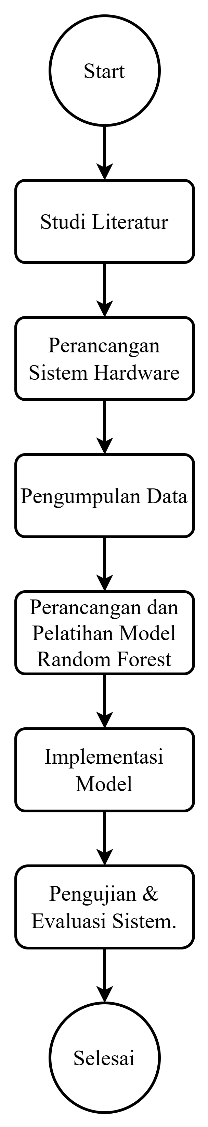 Start
Studi Literatur
Perancangan
Sistem Hardware
Pengumpulan Data
Perancangan dan
Pelatihan Model
Random Forest
Implementasi
Model
Pengujian &
Evaluasi Sistem.
Selesai